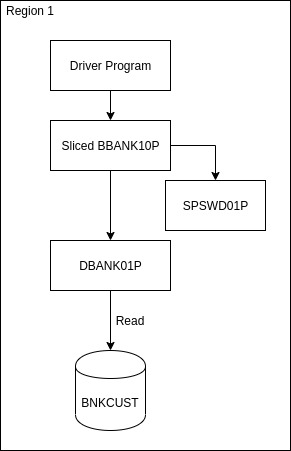 Region 1
Driver Program
Sliced BBANK10P
SPSWD01P
DBANK01P
Read
BNKCUST